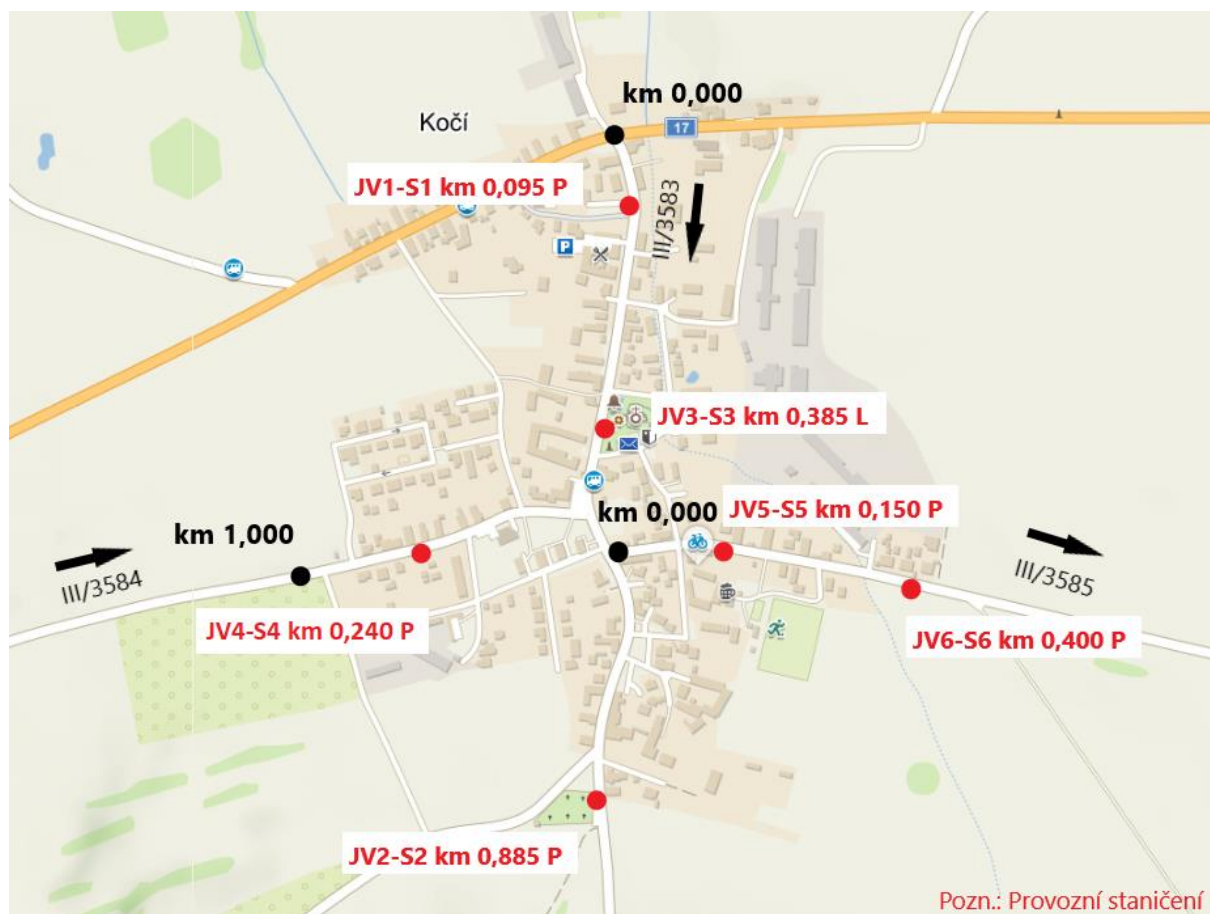 km 0,000
Kočí
17
JV1-S1 km 0,095 P
III/3583
P
JV3-S3 km 0,385 L
km 0,000
JV5-S5 km 0,150 P
km 1,000
III/3584
III/3585
JV4-S4 km 0,240 P
JV6-S6 km 0,400 P
JV2-S2 km 0,885 P
Pozn.: Provozní staničení